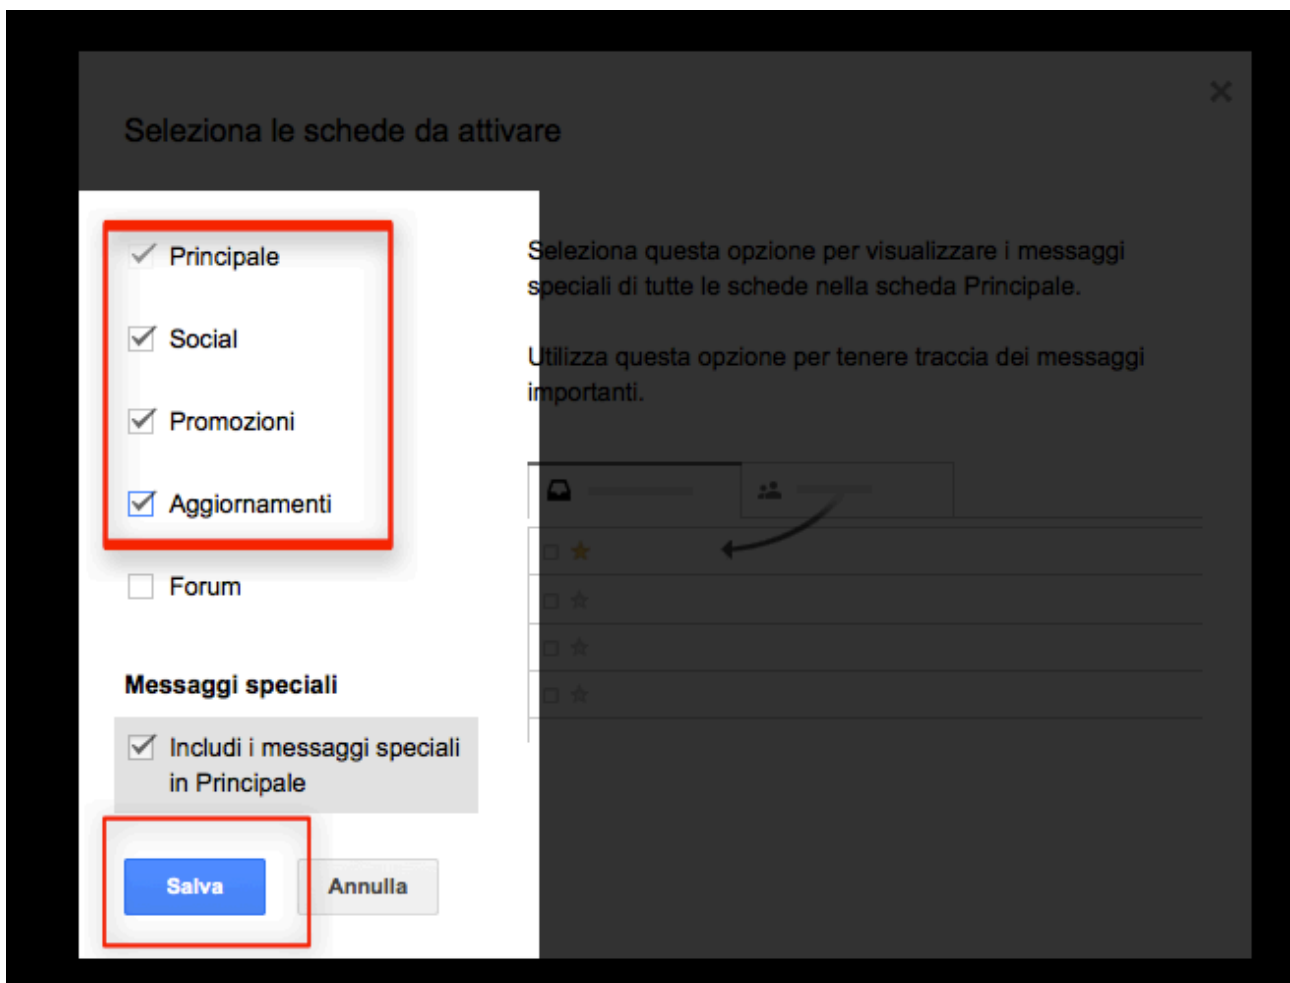 Seleziona le schede da attivare
Principale
Social
Promozioni
Aggiornamenti
Forum
Messaggi speciali
Includi i messaggi speciali
in Principale
Salva
Annulla
Seleziona questa opzione per visualizzare i messaggi
speciali di tutte le schede nella scheda Principale.
Utilizza questa opzione per tenere traccia dei messaggi
importanti.